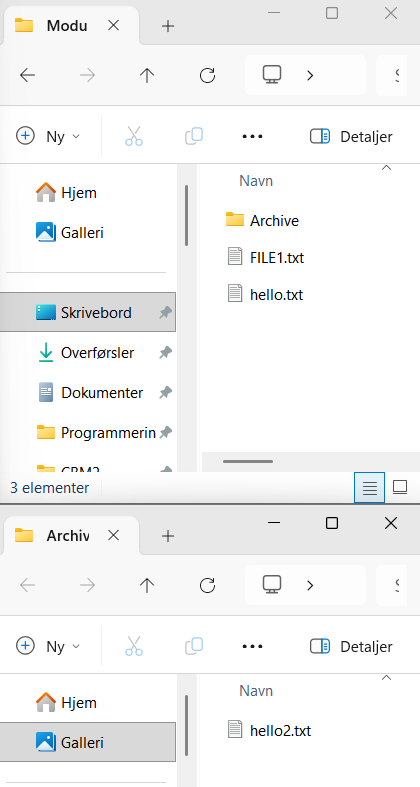 Modu
Ny
Detaljer
Navn
Hjem
Galleri
Archive
FILE1.txt
hello.txt
Skrivebord
Overførsler
Dokumenter
Programmerin
CBM2
3 elementer
Archiv
Ny
Detaljer
Navn
Hjem
Galleri
hello2.txt